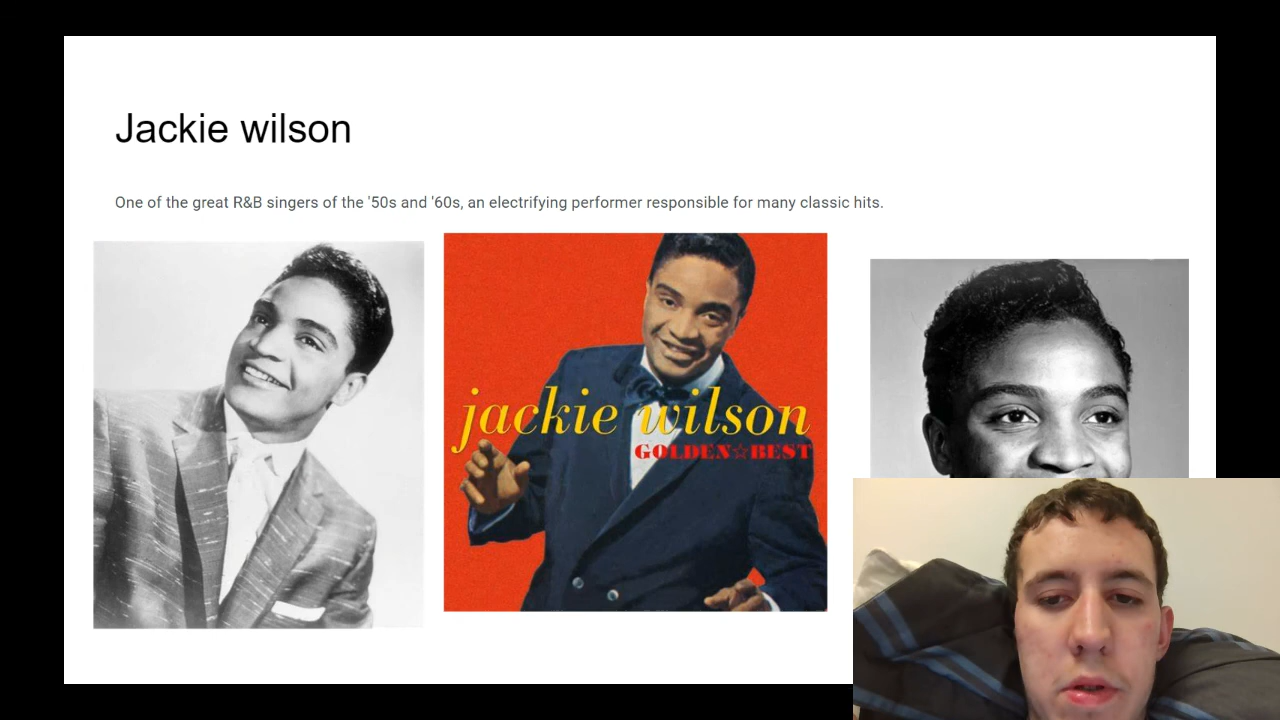 Jackie wilson
One of the great R&B singers of the '50s and '60s, an electrifying performer responsible for many classic hits.
jackie wilson
GOLDEN☆BEST